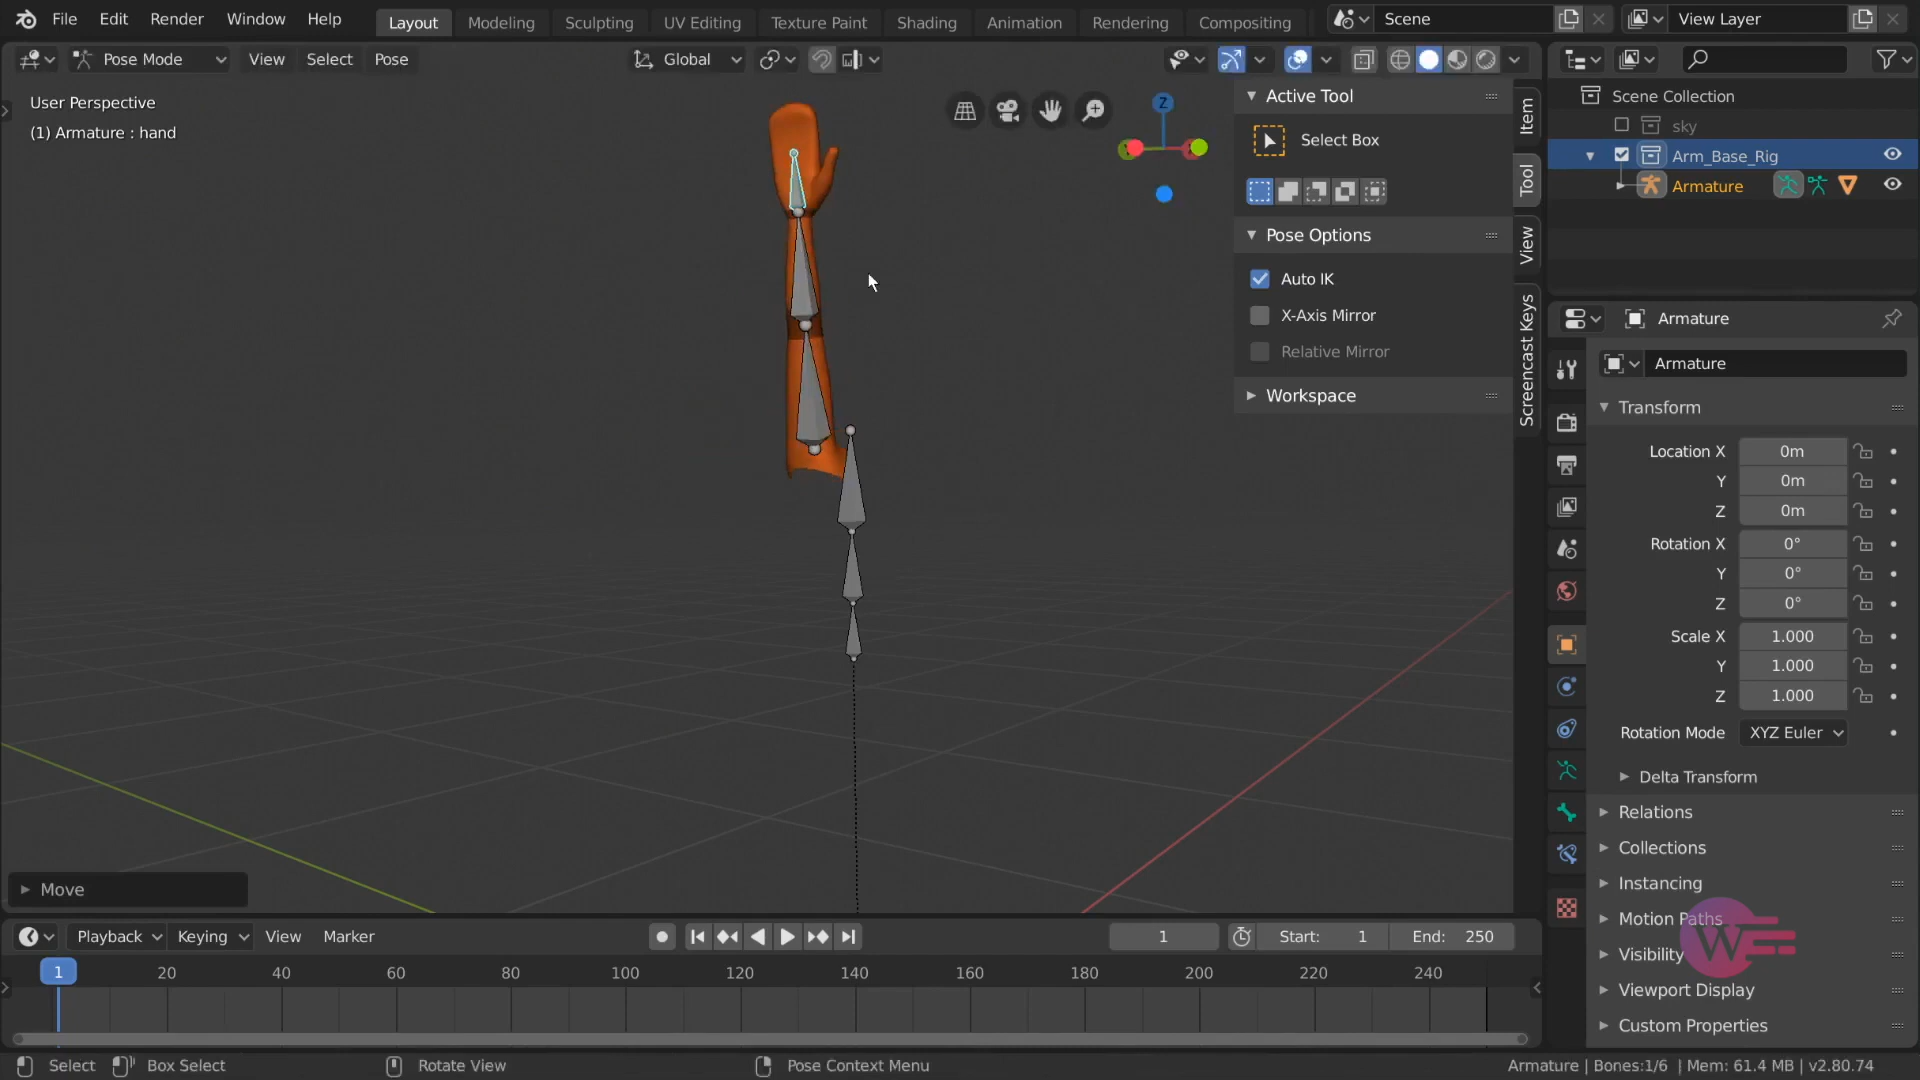 File Edit Render Window Help Layout Modeling Sculpting UV Editing Texture Paint Shading Animation Rendering Compositing Scene View Layer
Pose Mode View Select Pose Global
User Perspective
(1) Armature : hand
Z
Active Tool
Select Box
Pose Options
Auto IK
X-Axis Mirror
Relative Mirror
Workspace
Item
Tool
View
Screencast Keys
Scene Collection
sky
Arm_Base_Rig
Armature
Armature
Armature
Transform
Location X 0m
Y 0m
Z 0m
Rotation X 0°
Y 0°
Z 0°
Scale X 1.000
Y 1.000
Z 1.000
Rotation Mode XYZ Euler
Delta Transform
Relations
Collections
Instancing
Motion Paths
Visibility
Viewport Display
Custom Properties
Move
Playback Keying View Marker 1 Start: 1 End: 250
1 20 40 60 80 100 120 140 160 180 200 220 240
Select Box Select Rotate View Pose Context Menu Armature | Bones:1/6 | Mem: 61.4 MB | v2.80.74